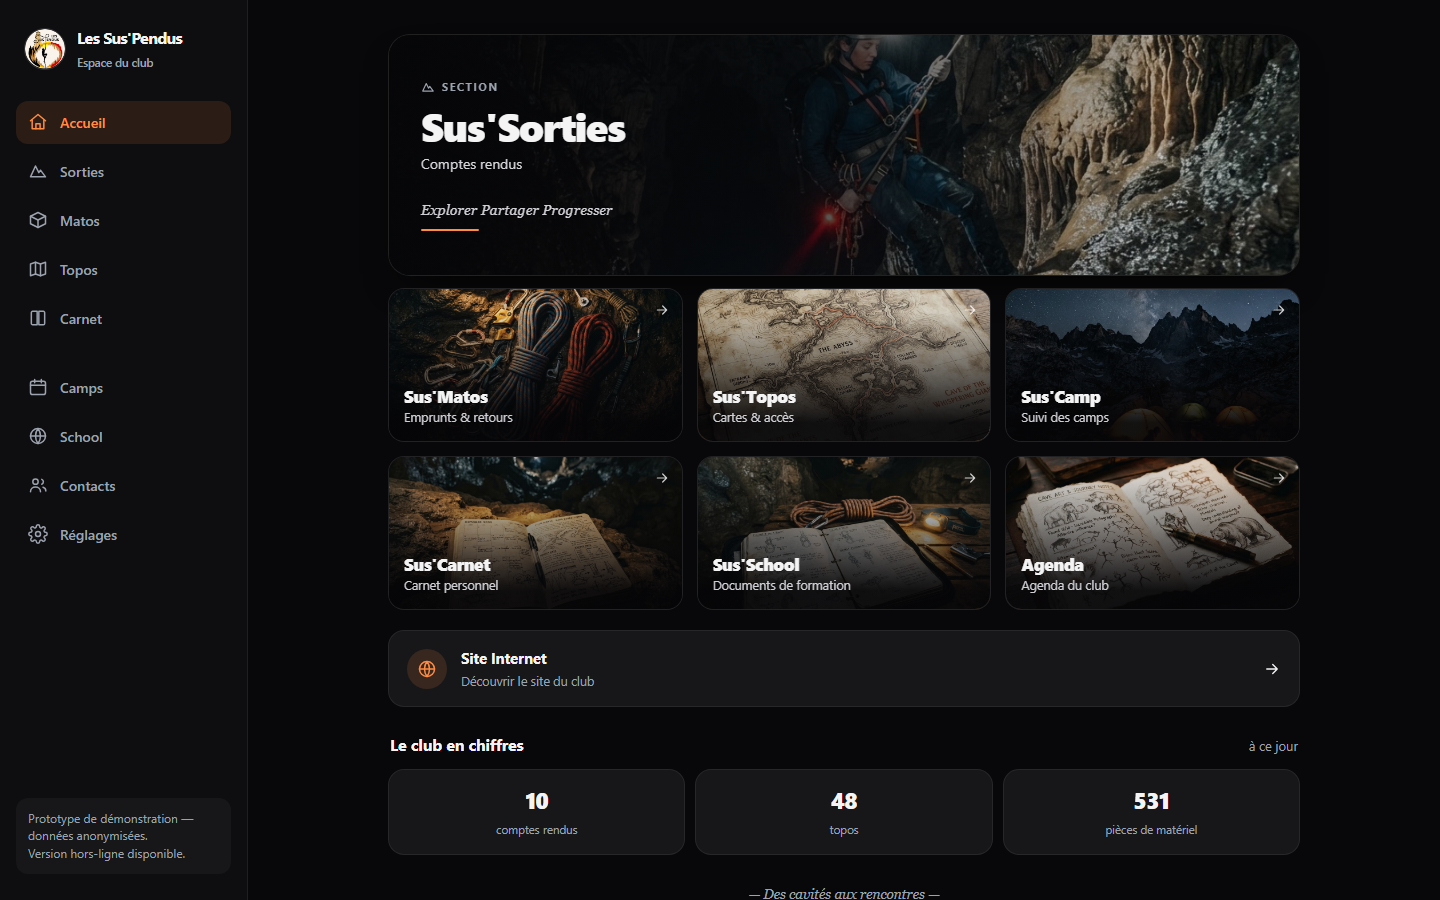 Les Sus'Pendus
Espace du club
Accueil
Sorties
Matos
Topos
Carnet
Camps
School
Contacts
Réglages
Prototype de démonstration —
données anonymisées.
Version hors-ligne disponible.
SECTION
Sus'Sorties
Comptes rendus
Explorer Partager Progresser
Sus'Matos
Emprunts & retours
THE ABYSS
Sus'Topos
Cartes & accès
Sus'Camp
Suivi des camps
Sus'Carnet
Carnet personnel
Sus'School
Documents de formation
Agenda
Agenda du club
Site Internet
Découvrir le site du club
Le club en chiffres
à ce jour
10
comptes rendus
48
topos
531
pièces de matériel
— Des cavités aux rencontres —